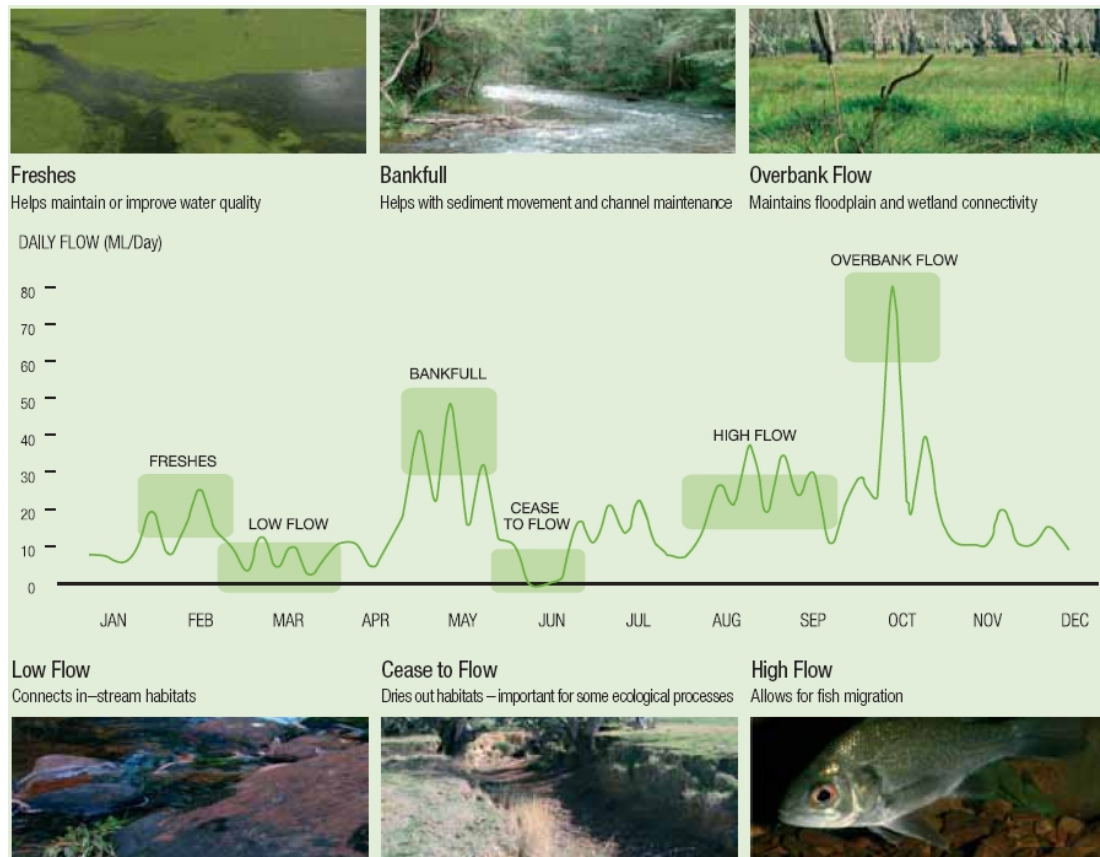 Freshes
Helps maintain or improve water quality
Bankfull
Helps with sediment movement and channel maintenance
Overbank Flow
Maintains floodplain and wetland connectivity
DAILY FLOW (ML/Day)
OVERBANK FLOW
80
70
60
BANKFULL
50
40
HIGH FLOW
FRESHES
30
CEASE
TO FLOW
LOW FLOW
20
10
0
JAN FEB MAR APR MAY JUN JUL AUG SEP OCT NOV DEC
Low Flow
Connects in–stream habitats
Cease to Flow
Dries out habitats – important for some ecological processes
High Flow
Allows for fish migration